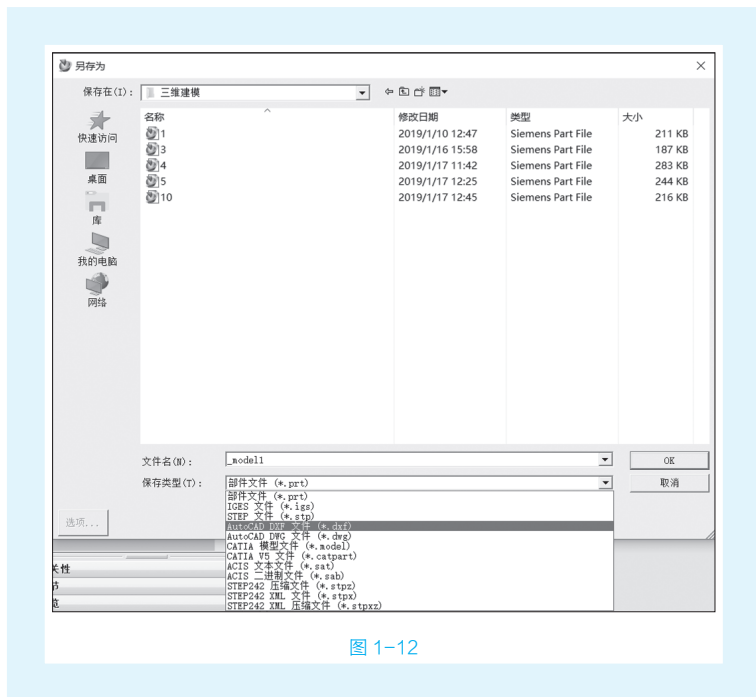 另存为
保存在(I): 三维建模
名称 修改日期 类型 大小
1 2019/1/10 12:47 Siemens Part File 211 KB
3 2019/1/16 15:58 Siemens Part File 187 KB
4 2019/1/17 11:42 Siemens Part File 283 KB
5 2019/1/17 12:25 Siemens Part File 244 KB
10 2019/1/17 12:45 Siemens Part File 216 KB
快速访问
桌面
库
我的电脑
网络
文件名(N): _model1 OK
保存类型(T): 部件文件 (*.prt) 取消
部件文件 (*.prt)
IGES 文件 (*.igs)
STEP 文件 (*.stp)
选项... AutoCAD DXF 文件 (*.dxf)
AutoCAD DWG 文件 (*.dwg)
CATIA 模型文件 (*.model)
CATIA V5 文件 (*.catpart)
ACIS 文本文件 (*.sat)
ACIS 二进制文件 (*.sab)
STEP242 压缩文件 (*.stpz)
STEP242 XML 文件 (*.stpx)
STEP242 XML 压缩文件 (*.stpxz)
性
图 1-12